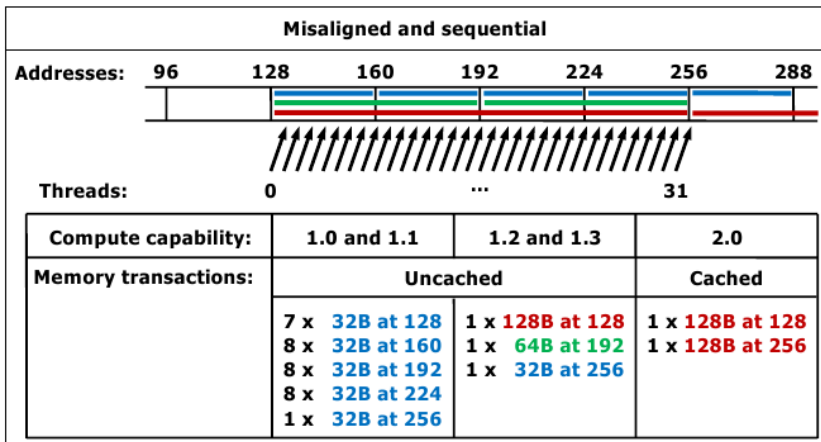 Misaligned and sequential
Addresses: 96 128 160 192 224 256 288
Threads: 0 ... 31
Compute capability: 1.0 and 1.1 1.2 and 1.3 2.0
Memory transactions: Uncached Cached
7 x 32B at 128 1 x 128B at 128 1 x 128B at 128
8 x 32B at 160 1 x 64B at 192 1 x 128B at 256
8 x 32B at 192 1 x 32B at 256
8 x 32B at 224
1 x 32B at 256